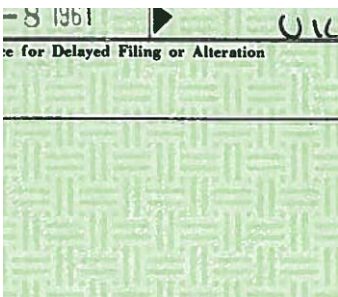 – 8 1961
e for Delayed Filing or Alteration